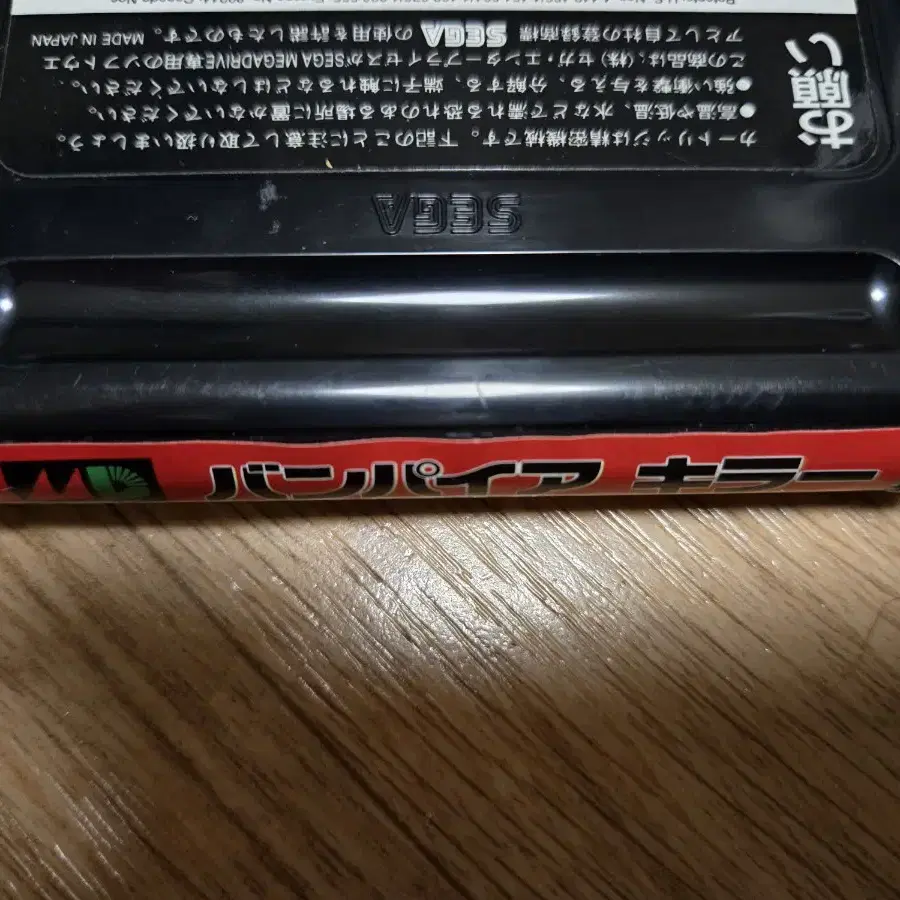 お願い
カートリッジは精密機械です。下記のことに注意して取り扱いましょう。
●高温や低温、水などで濡れる恐れのある場所に置かないでください。
●強い衝撃を与える、分解する、端子に触れるなどはしないでください。
この商品は、(株)セガ・エンタープライゼスがSEGA MEGADRIVE専用のソフトウエ
アとして自社の登録商標SEGAの使用を許諾したものです。 MADE IN JAPAN
SEGA
バンパイア キラー